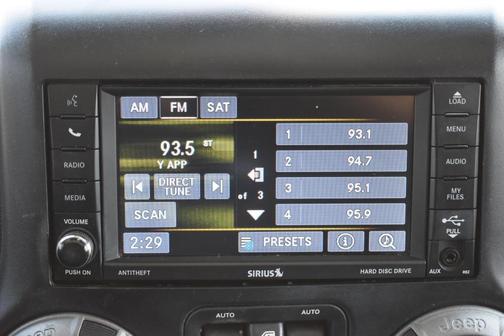 AM FM SAT
LOAD
MENU
AUDIO
MY
FILES
PULL
AUX
RADIO
MEDIA
VOLUME
PUSH ON
93.5 ST
Y APP
DIRECT
TUNE
SCAN
2:29
1
of 3
1 93.1
2 94.7
3 95.1
4 95.9
PRESETS
ANTITHEFT
SIRIUS
HARD DISC DRIVE
AUTO
AUTO
Jeep
Jeep